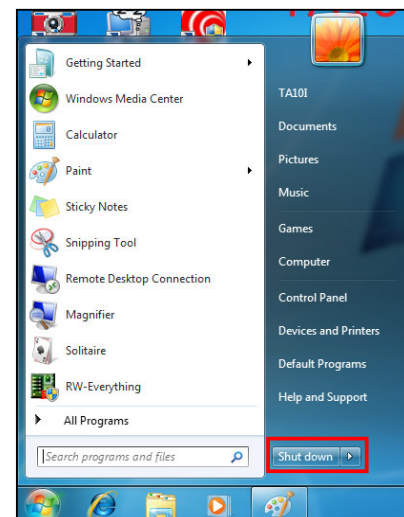 Getting Started
Windows Media Center
Calculator
Paint
Sticky Notes
Snipping Tool
Remote Desktop Connection
Magnifier
Solitaire
RW-Everything
All Programs
Search programs and files
TA10I
Documents
Pictures
Music
Games
Computer
Control Panel
Devices and Printers
Default Programs
Help and Support
Shut down